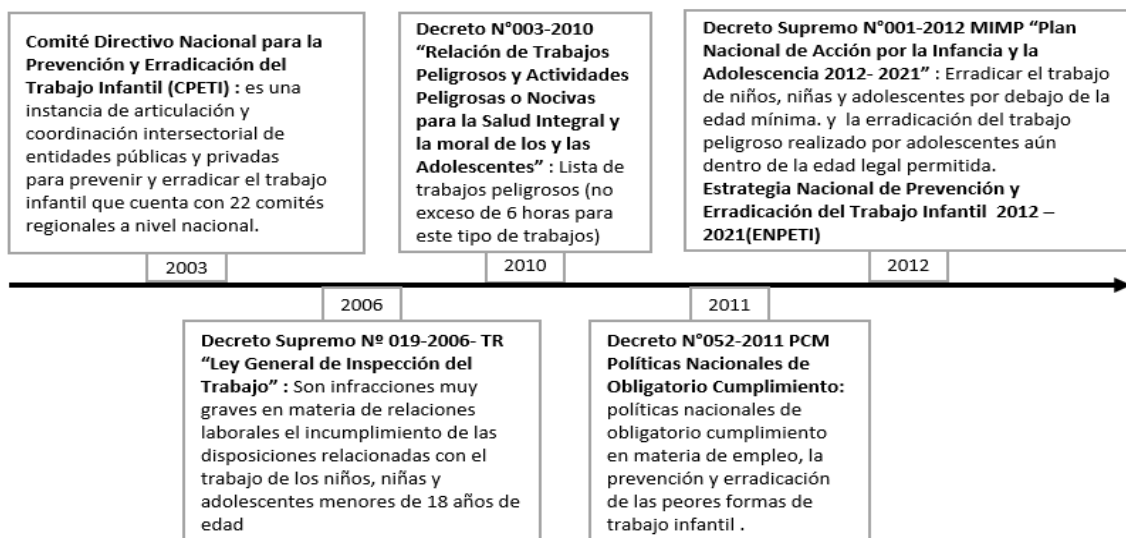 Comité Directivo Nacional para la
Prevención y Erradicación del
Trabajo Infantil (CPETI) : es una
instancia de articulación y
coordinación intersectorial de
entidades públicas y privadas
para prevenir y erradicar el trabajo
infantil que cuenta con 22 comités
regionales a nivel nacional.
2003
Decreto Supremo Nº 019-2006- TR
“Ley General de Inspección del
Trabajo” : Son infracciones muy
graves en materia de relaciones
laborales el incumplimiento de las
disposiciones relacionadas con el
trabajo de los niños, niñas y
adolescentes menores de 18 años de
edad
2006
Decreto N°003-2010
“Relación de Trabajos
Peligrosos y Actividades
Peligrosas o Nocivas
para la Salud Integral y
la moral de los y las
Adolescentes” : Lista de
trabajos peligrosos (no
exceso de 6 horas para
este tipo de trabajos)
2010
Decreto N°052-2011 PCM
Políticas Nacionales de
Obligatorio Cumplimiento:
políticas nacionales de
obligatorio cumplimiento
en materia de empleo, la
prevención y erradicación
de las peores formas de
trabajo infantil .
2011
Decreto Supremo N°001-2012 MIMP “Plan
Nacional de Acción por la Infancia y la
Adolescencia 2012- 2021” : Erradicar el trabajo
de niños, niñas y adolescentes por debajo de la
edad mínima. y la erradicación del trabajo
peligroso realizado por adolescentes aún
dentro de la edad legal permitida.
Estrategia Nacional de Prevención y
Erradicación del Trabajo Infantil 2012 –
2021(ENPETI)
2012